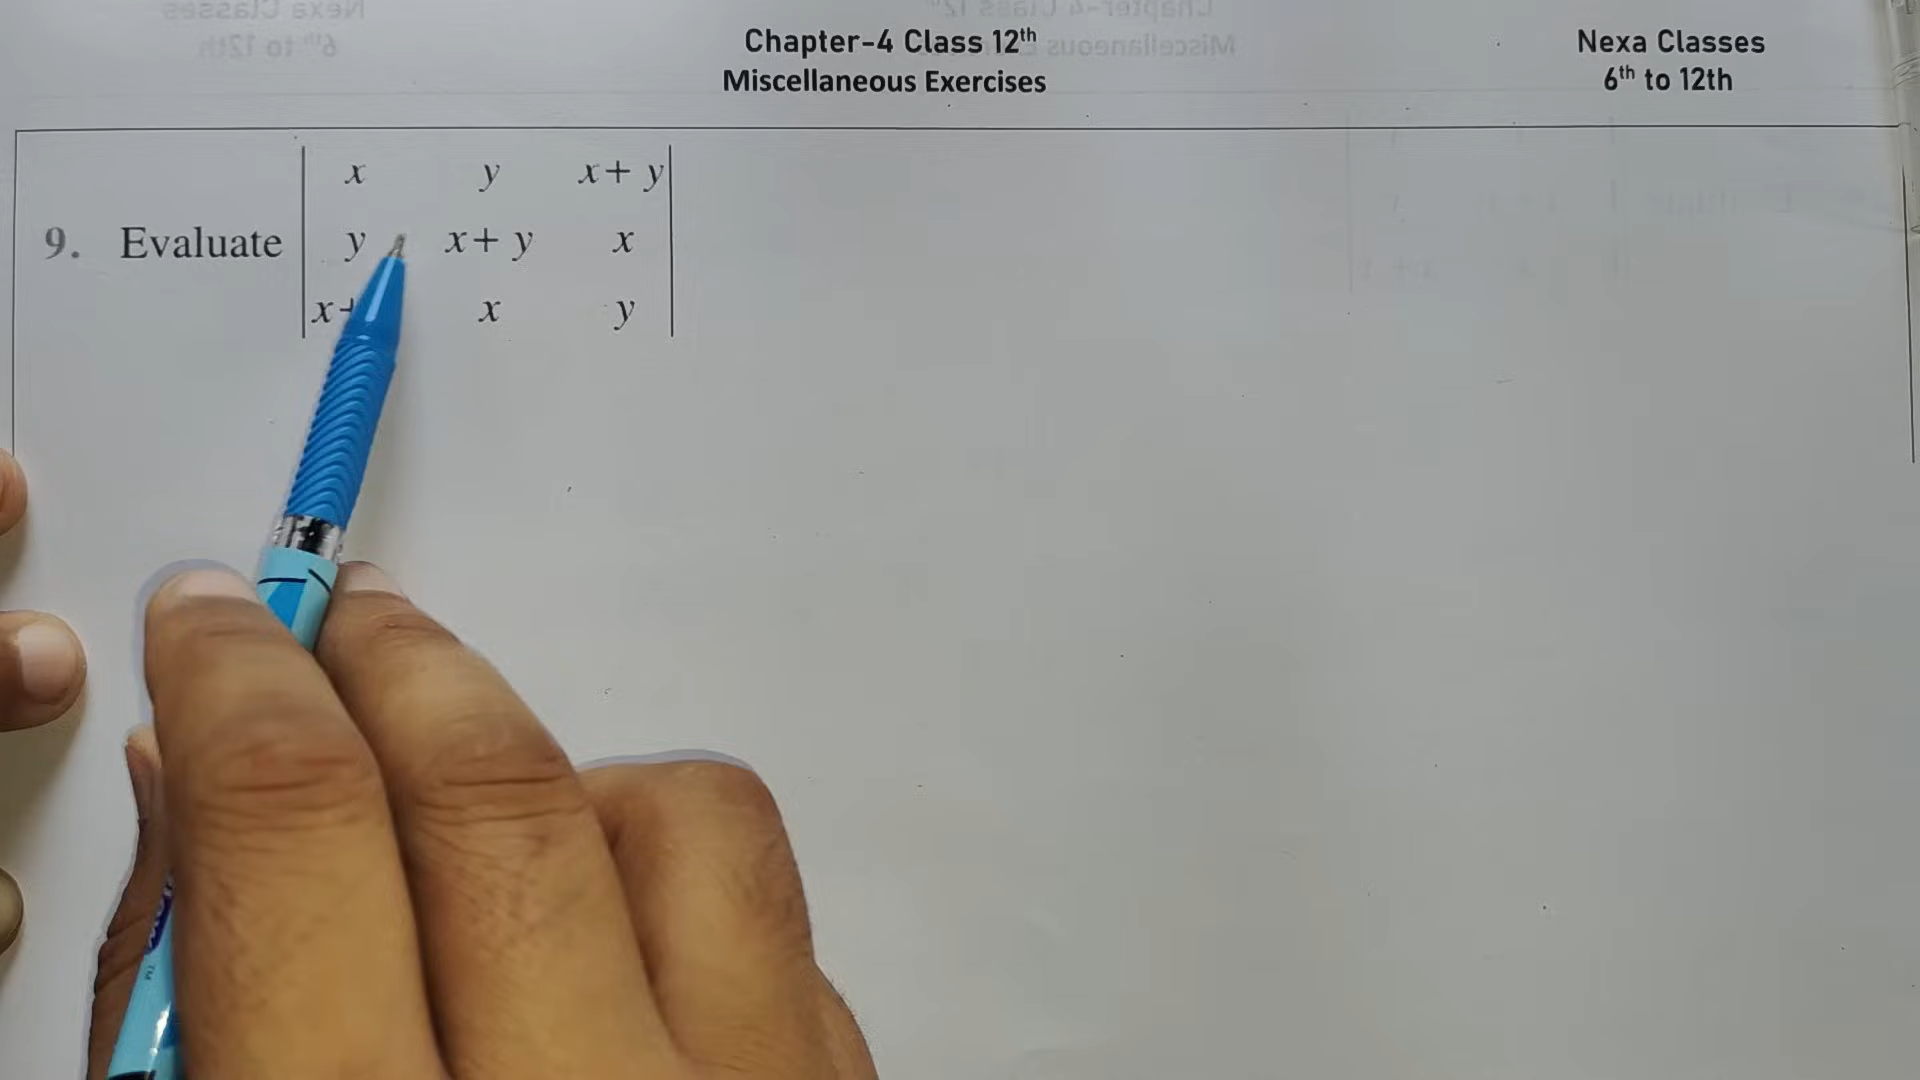 Chapter-4 Class 12th
Miscellaneous Exercises
Nexa Classes
6th to 12th
x y x+ y
9. Evaluate y x+ y x
x+ x y